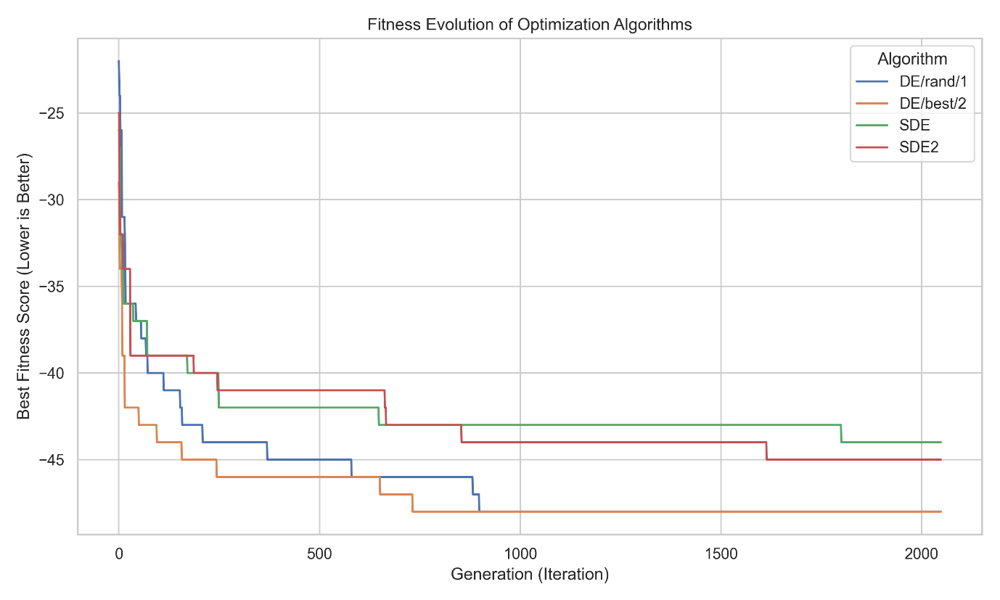 Fitness Evolution of Optimization Algorithms
Algorithm
DE/rand/1
DE/best/2
SDE
SDE2
Best Fitness Score (Lower is Better)
−25
−30
−35
−40
−45
0
500
1000
1500
2000
Generation (Iteration)